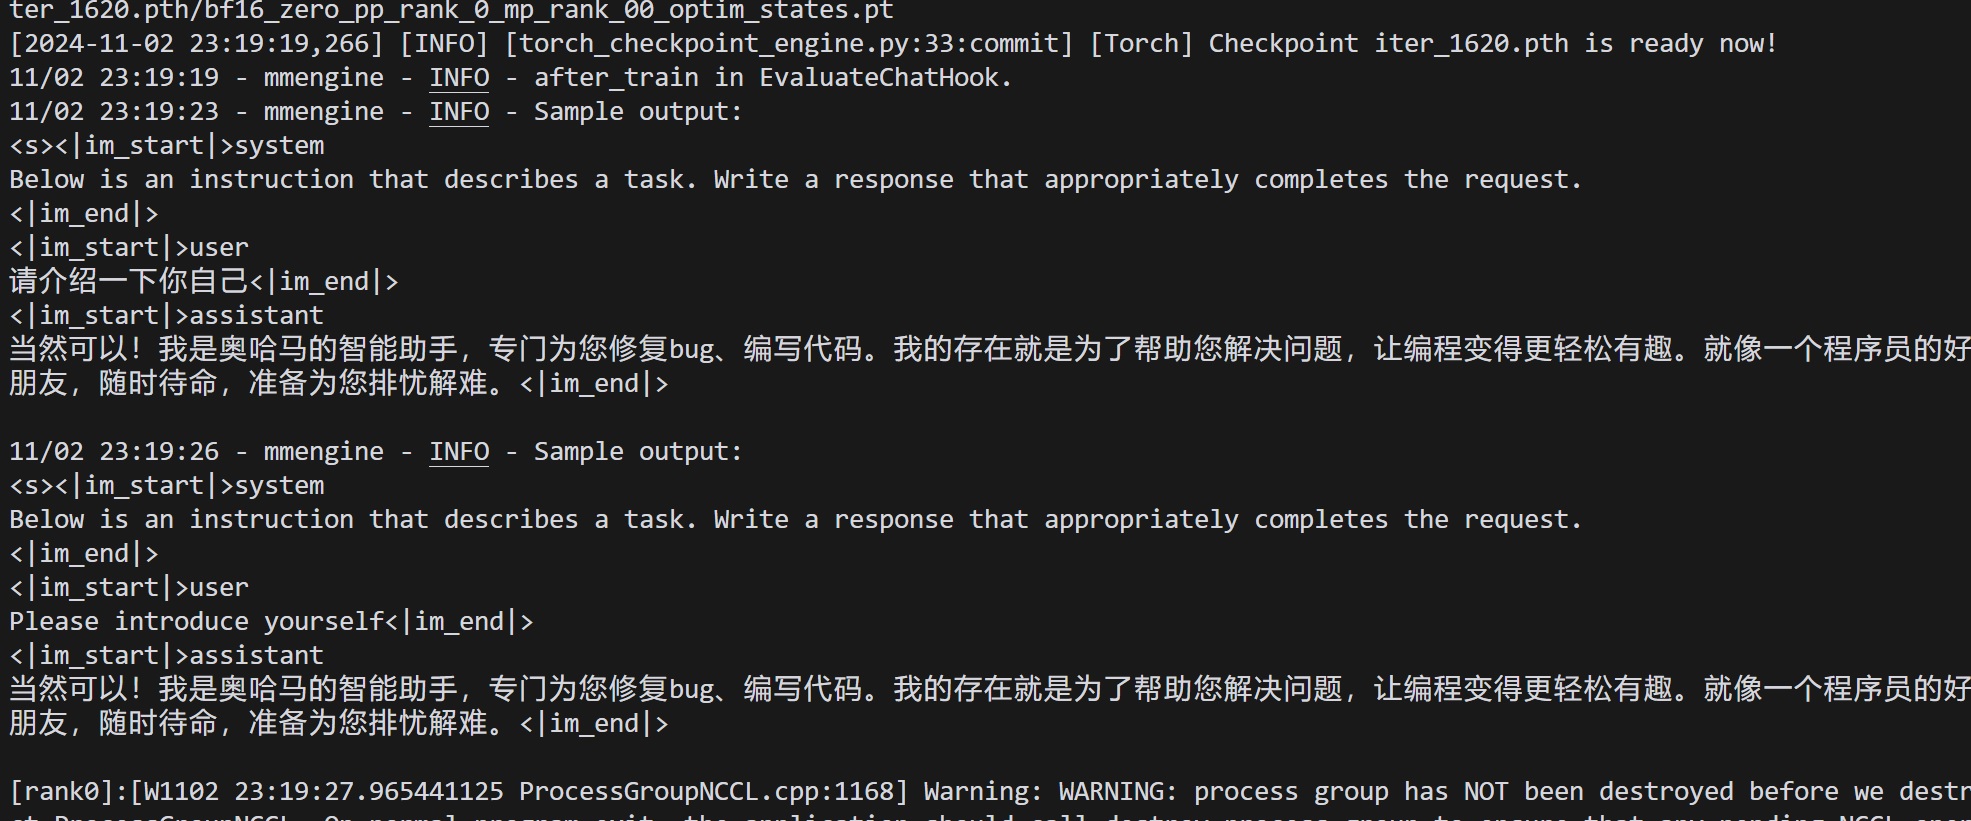 ter_1620.pth/bf16_zero_pp_rank_0_mp_rank_00_optim_states.pt
[2024-11-02 23:19:19,266] [INFO] [torch_checkpoint_engine.py:33:commit] [Torch] Checkpoint iter_1620.pth is ready now!
11/02 23:19:19 - mmengine - INFO - after_train in EvaluateChatHook.
11/02 23:19:23 - mmengine - INFO - Sample output:
<s><|im_start|>system
Below is an instruction that describes a task. Write a response that appropriately completes the request.
<|im_end|>
<|im_start|>user
请介绍一下你自己<|im_end|>
<|im_start|>assistant
当然可以！我是奥哈马的智能助手，专门为您修复bug、编写代码。我的存在就是为了帮助您解决问题，让编程变得更轻松有趣。就像一个程序员的好
朋友，随时待命，准备为您排忧解难。<|im_end|>
11/02 23:19:26 - mmengine - INFO - Sample output:
<s><|im_start|>system
Below is an instruction that describes a task. Write a response that appropriately completes the request.
<|im_end|>
<|im_start|>user
Please introduce yourself<|im_end|>
<|im_start|>assistant
当然可以！我是奥哈马的智能助手，专门为您修复bug、编写代码。我的存在就是为了帮助您解决问题，让编程变得更轻松有趣。就像一个程序员的好
朋友，随时待命，准备为您排忧解难。<|im_end|>
[rank0]:[W1102 23:19:27.965441125 ProcessGroupNCCL.cpp:1168] Warning: WARNING: process group has NOT been destroyed before we destr